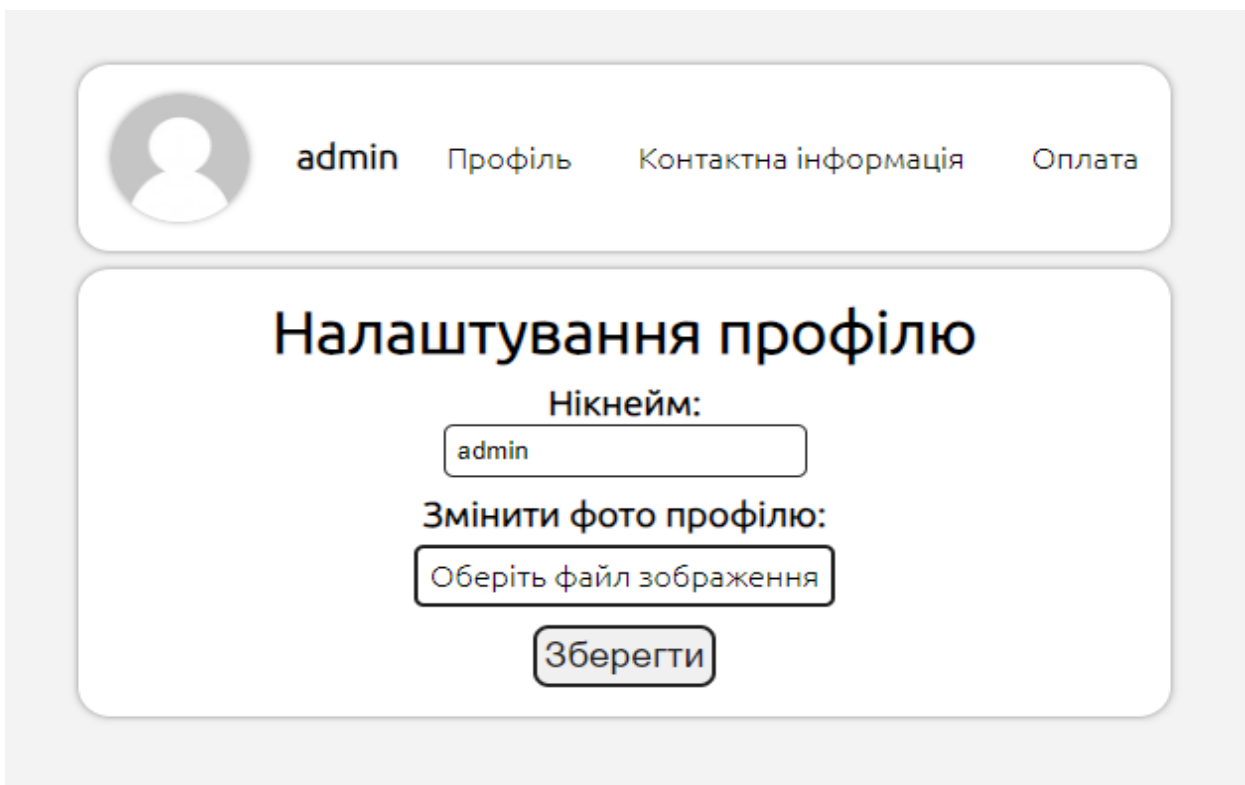 admin Профіль Контактна інформація Оплата
Налаштування профілю
Нікнейм:
admin
Змінити фото профілю:
Оберіть файл зображення
Зберегти